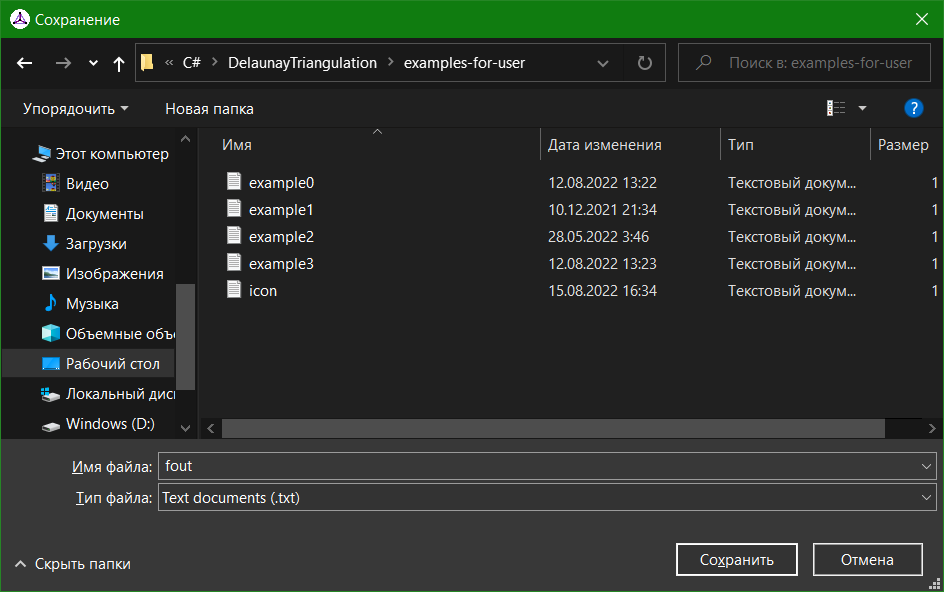 Сохранение
« C# › DelaunayTriangulation › examples-for-user
Поиск в: examples-for-user
Упорядочить
Новая папка
?
Этот компьютер
Видео
Документы
Загрузки
Изображения
Музыка
Объемные объе
Рабочий стол
Локальный диск
Windows (D:)
Имя Дата изменения Тип Размер
example0 12.08.2022 13:22 Текстовый докум... 1
example1 10.12.2021 21:34 Текстовый докум... 1
example2 28.05.2022 3:46 Текстовый докум... 1
example3 12.08.2022 13:23 Текстовый докум... 1
icon 15.08.2022 16:34 Текстовый докум... 1
Имя файла: fout
Тип файла: Text documents (.txt)
Скрыть папки
Сохранить
Отмена